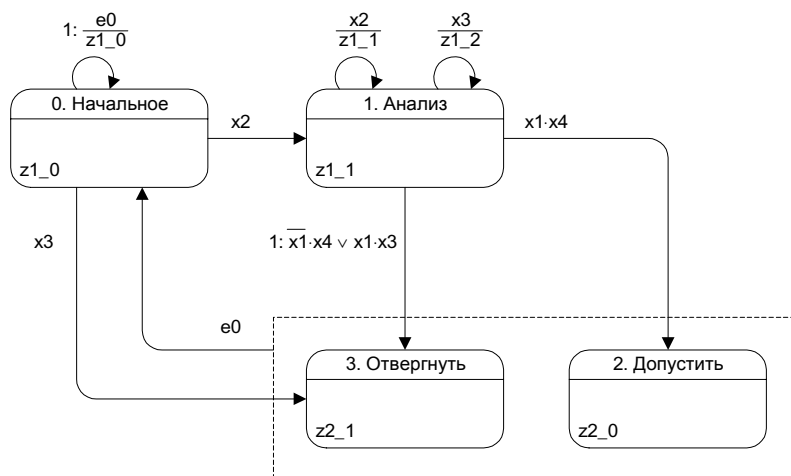 1: e0
z1_0
x2
z1_1
x3
z1_2
0. Начальное
1. Анализ
x2
x1·x4
z1_0
z1_1
x3
1: x̅1̅·x4 ∨ x1·x3
e0
3. Отвергнуть
2. Допустить
z2_1
z2_0